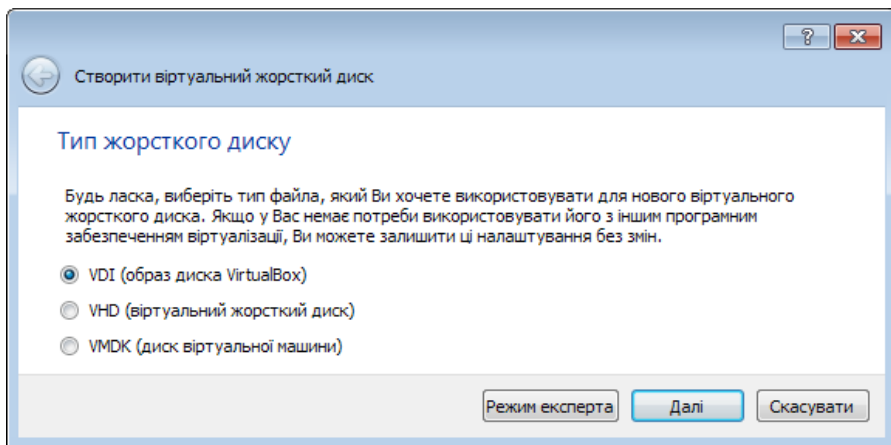 Створити віртуальний жорсткий диск
Тип жорсткого диску
Будь ласка, виберіть тип файла, який Ви хочете використовувати для нового віртуального
жорсткого диска. Якщо у Вас немає потреби використовувати його з іншим програмним
забезпеченням віртуалізації, Ви можете залишити ці налаштування без змін.
VDI (образ диска VirtualBox)
VHD (віртуальний жорсткий диск)
VMDK (диск віртуальної машини)
Режим експерта Далі Скасувати